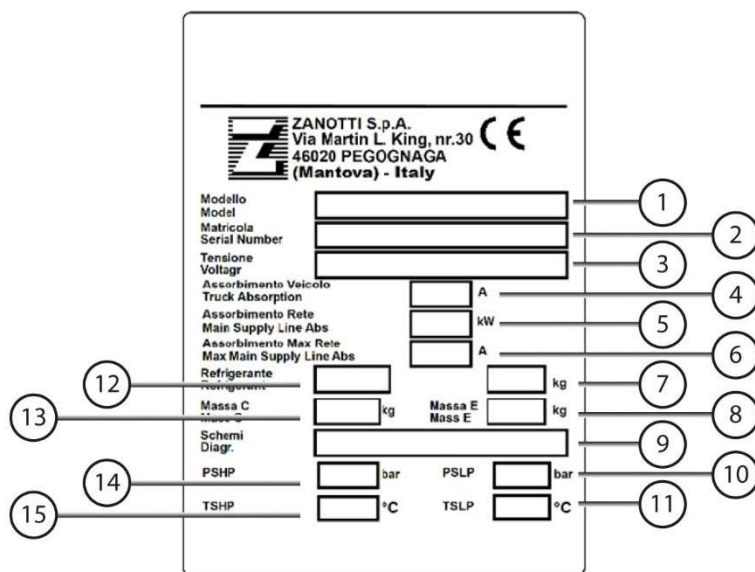 ZANOTTI S.p.A.
Via Martin L. King, nr.30 CE
46020 PEGOGNAGA
(Mantova) - Italy
Modello
Model 1
Matricola
Serial Number 2
Tensione
Voltagr 3
Assorbimento Veicolo
Truck Absorption A 4
Assorbimento Rete
Main Supply Line Abs kW 5
Assorbimento Max Rete
Max Main Supply Line Abs A 6
12 Refrigerante
Refrigerant kg 7
13 Massa C kg Massa E kg 8
Mass C Mass E
Schemi
Diagr. 9
14 PSHP bar PSLP bar 10
15 TSHP °C TSLP °C 11